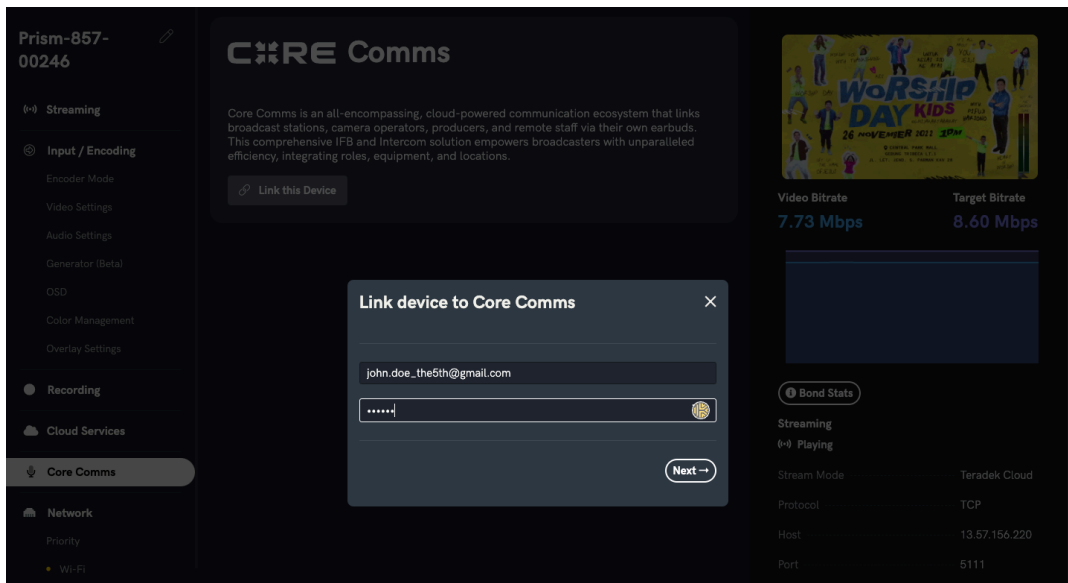 Prism-857-
00246
Streaming
Input / Encoding
Encoder Mode
Video Settings
Audio Settings
Generator (Beta)
OSD
Color Management
Overlay Settings
Recording
Cloud Services
Core Comms
Network
Priority
Wi-Fi
CORE Comms
Core Comms is an all-encompassing, cloud-powered communication ecosystem that links
broadcast stations, camera operators, producers, and remote staff via their own earbuds.
This comprehensive IFB and Intercom solution empowers broadcasters with unparalleled
efficiency, integrating roles, equipment, and locations.
Link this Device
Link device to Core Comms
john.doe_the5th@gmail.com
••••••
Next →
WORSHIP
DAY KIDS
26 NOVEMBER 2022
Video Bitrate Target Bitrate
7.73 Mbps 8.60 Mbps
Bond Stats
Streaming
Playing
Stream Mode Teradek Cloud
Protocol TCP
Host 13.57.156.220
Port 5111